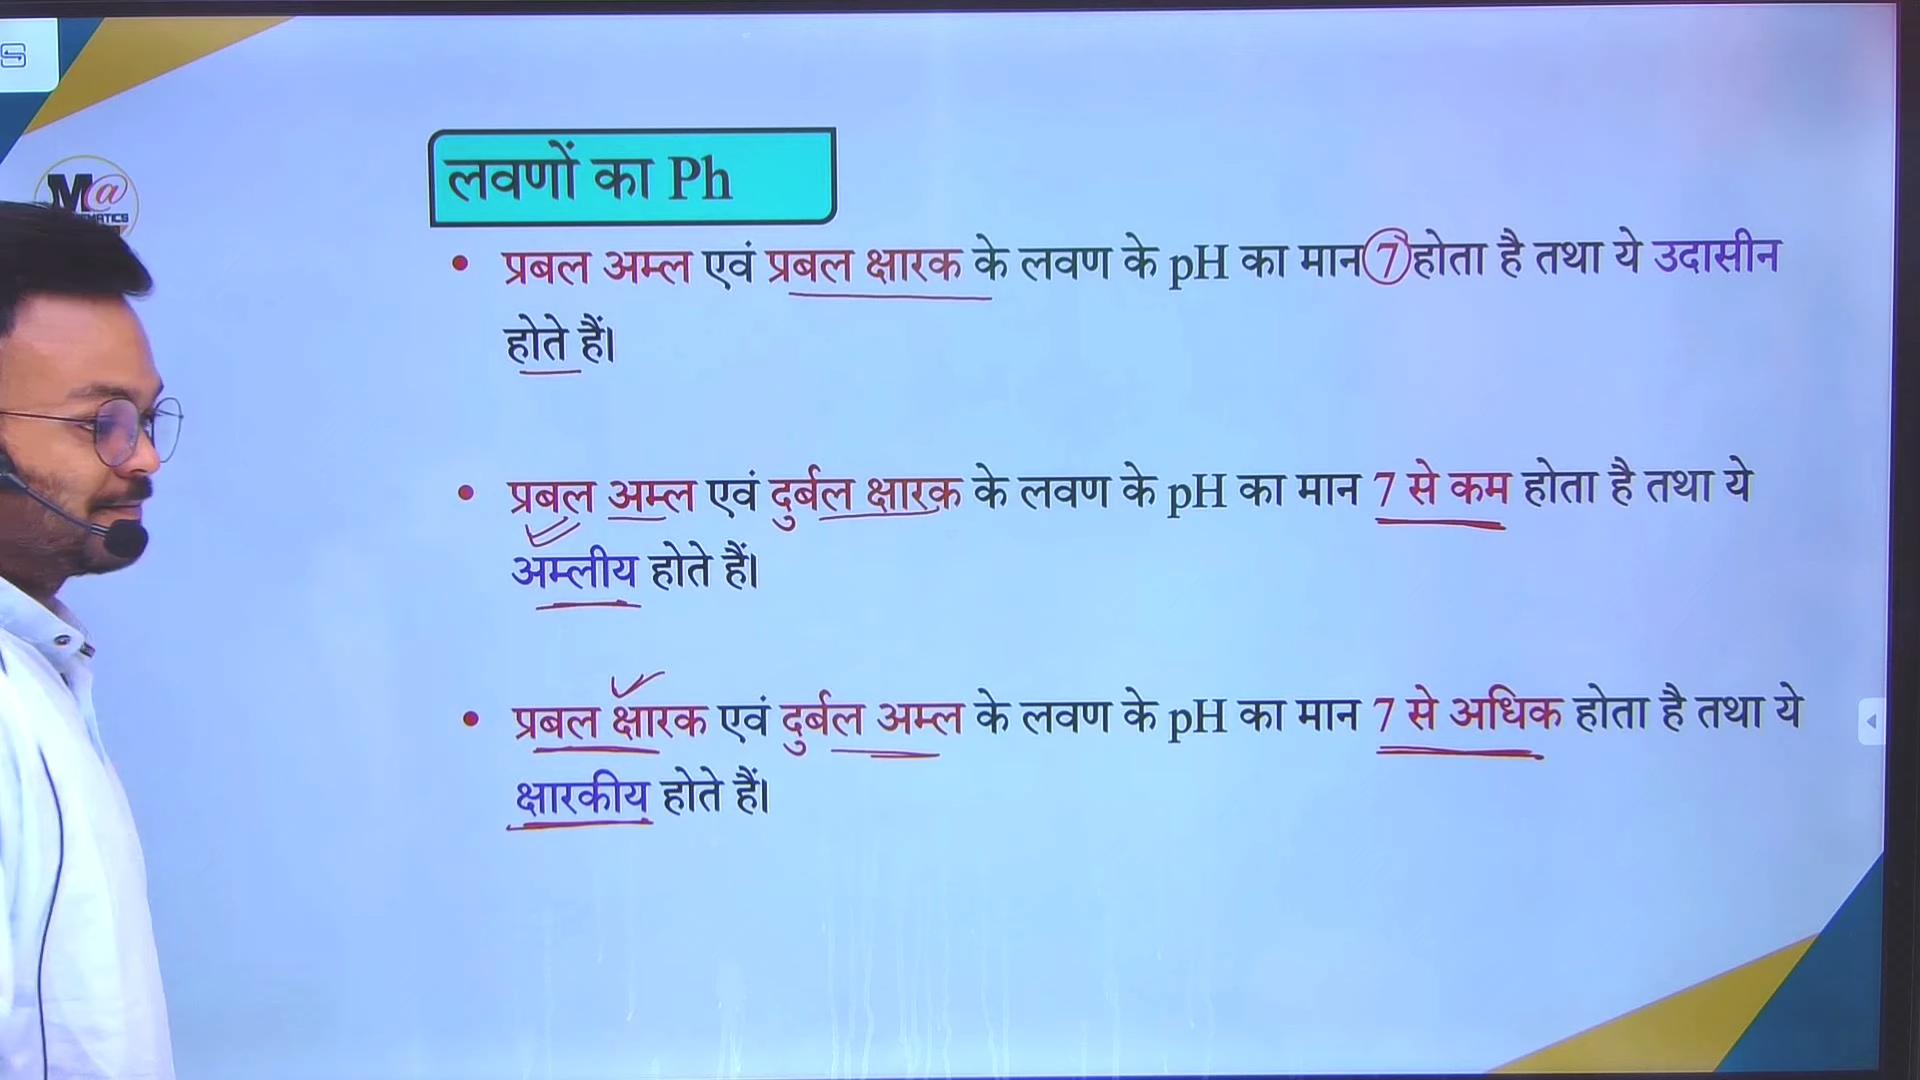 M@
लवणों का Ph
• प्रबल अम्ल एवं प्रबल क्षारक के लवण के pH का मान 7 होता है तथा ये उदासीन
होते हैं।
• प्रबल अम्ल एवं दुर्बल क्षारक के लवण के pH का मान 7 से कम होता है तथा ये
अम्लीय होते हैं।
• प्रबल क्षारक एवं दुर्बल अम्ल के लवण के pH का मान 7 से अधिक होता है तथा ये
क्षारकीय होते हैं।